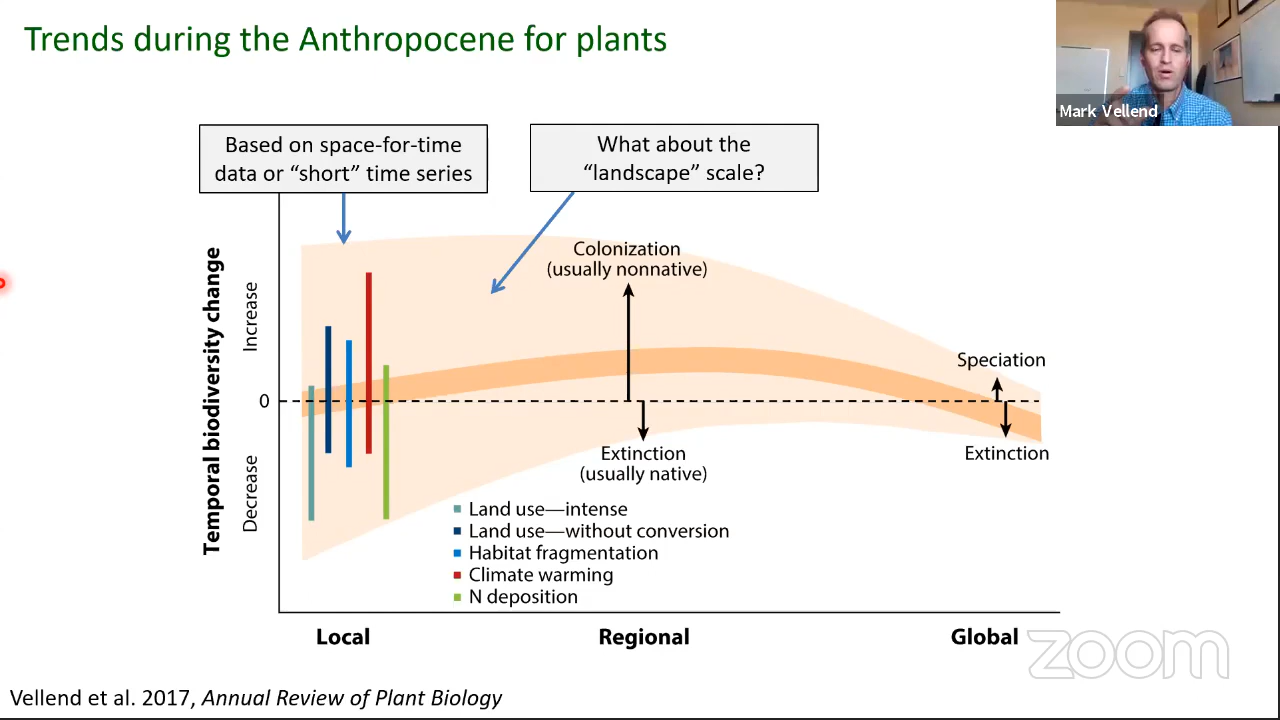 Trends during the Anthropocene for plants
Mark Vellend
Based on space-for-time
data or “short” time series
What about the
“landscape” scale?
Temporal biodiversity change
Increase
0
Decrease
Colonization
(usually nonnative)
Extinction
(usually native)
Speciation
Extinction
Land use—intense
Land use—without conversion
Habitat fragmentation
Climate warming
N deposition
Local
Regional
Global
zoom
Vellend et al. 2017, Annual Review of Plant Biology